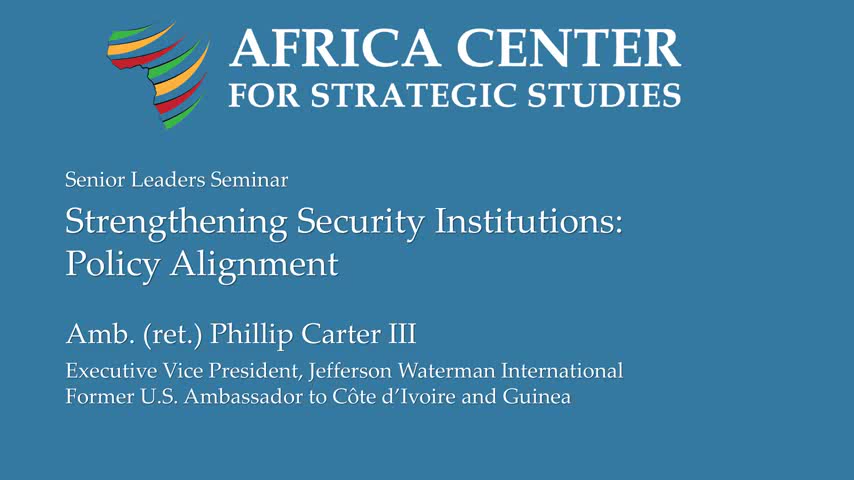 AFRICA CENTER
FOR STRATEGIC STUDIES
Senior Leaders Seminar
Strengthening Security Institutions:
Policy Alignment
Amb. (ret.) Phillip Carter III
Executive Vice President, Jefferson Waterman International
Former U.S. Ambassador to Côte d’Ivoire and Guinea